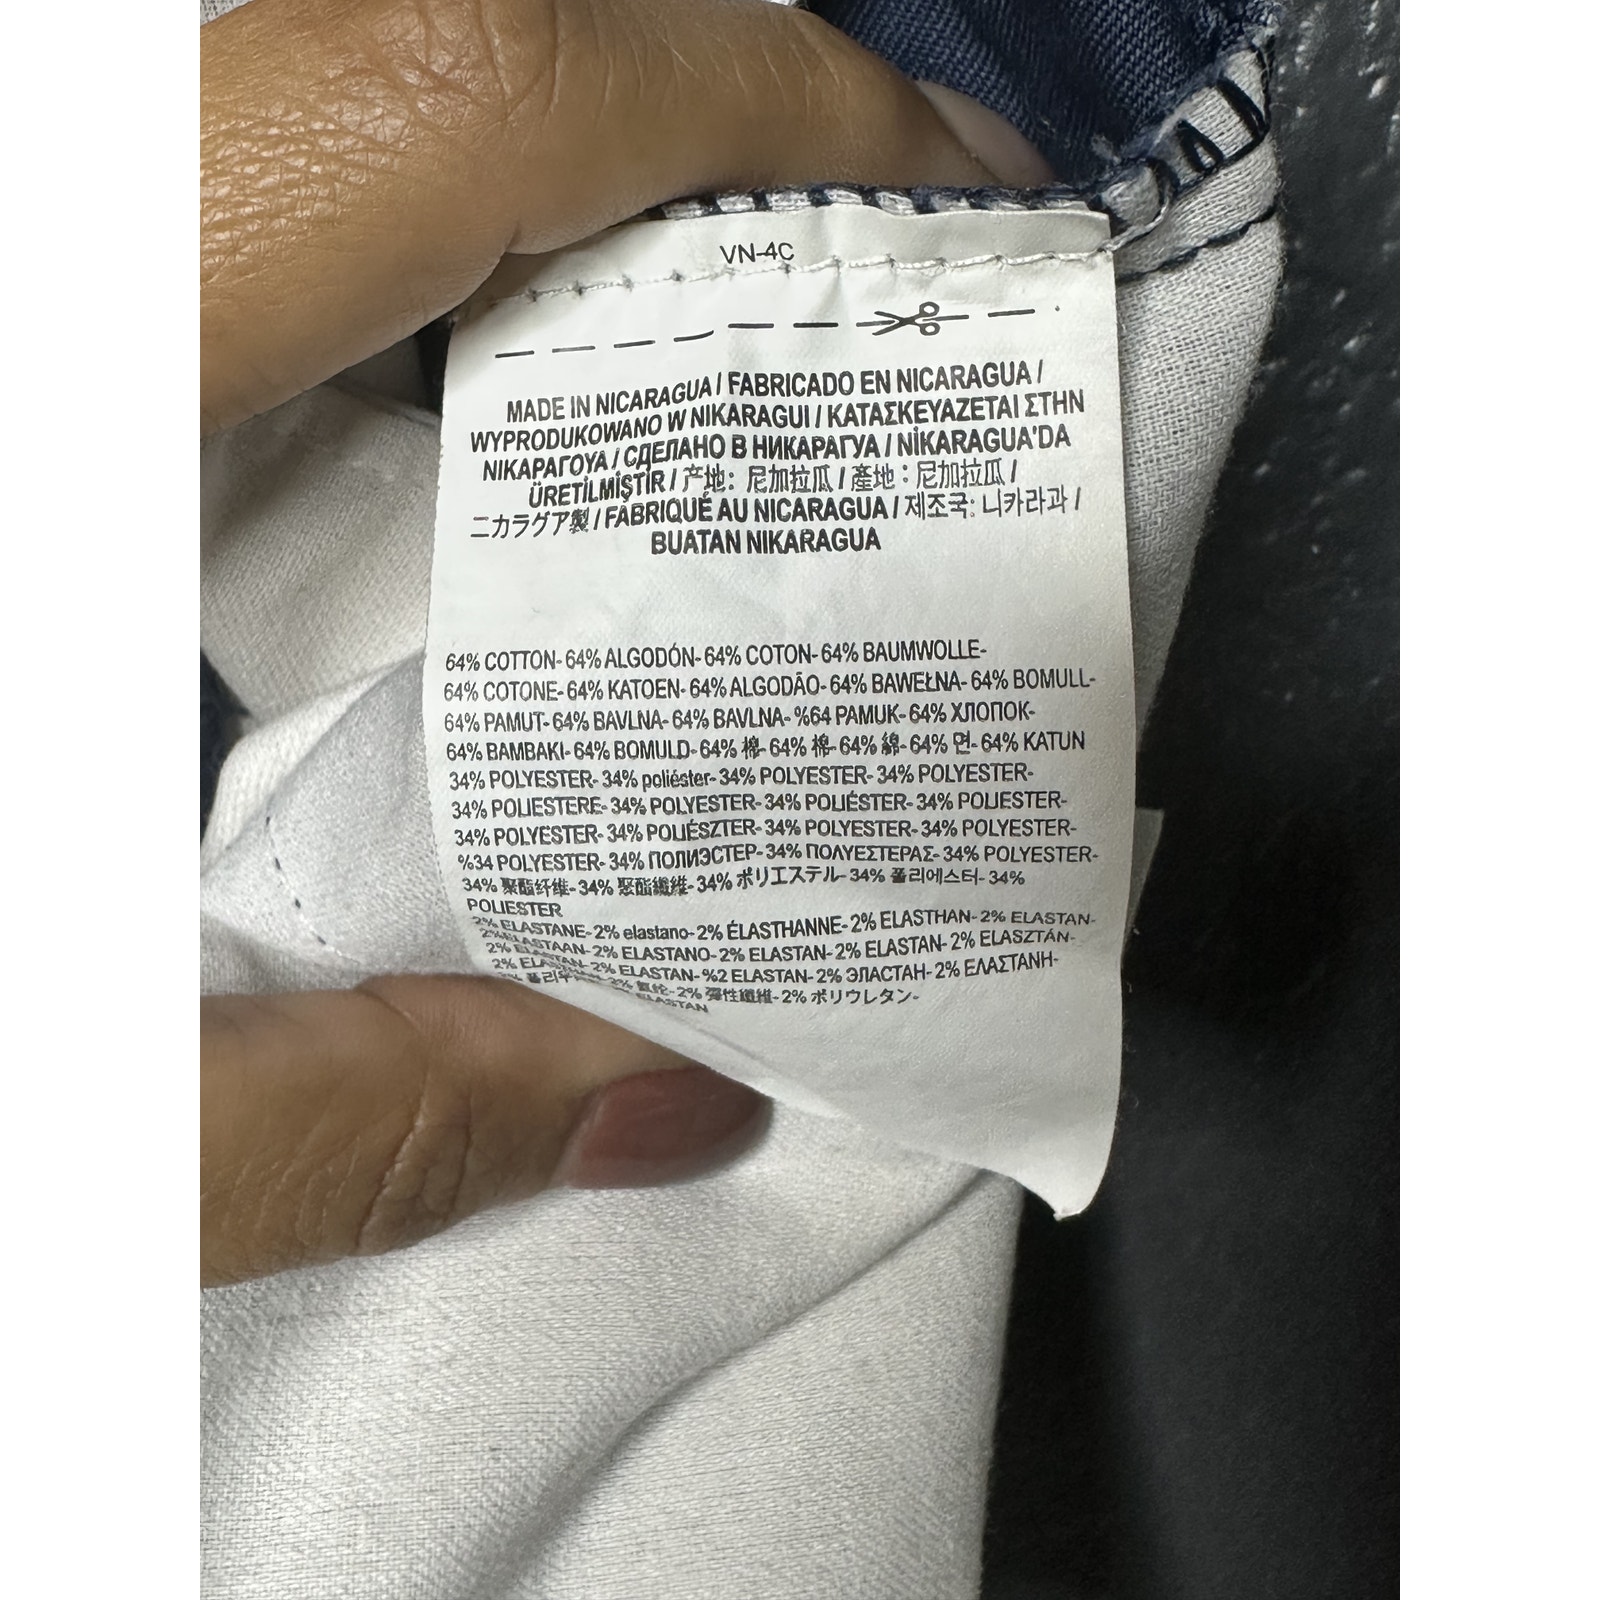 VN-4C
MADE IN NICARAGUA / FABRICADO EN NICARAGUA /
WYPRODUKOWANO W NIKARAGUI / ΚΑΤΑΣΚΕΥΑΖΕΤΑΙ ΣΤΗΝ
ΝΙΚΑΡΑΓΟΥΑ / СДЕЛАНО В НИКАРАГУА / NİKARAGUA'DA
ÜRETİLMİŞTİR / 产地: 尼加拉瓜 / 產地: 尼加拉瓜 /
ニカラグア製 / FABRIQUÉ AU NICARAGUA / 제조국: 니카라과 /
BUATAN NIKARAGUA
64% COTTON- 64% ALGODÓN- 64% COTON- 64% BAUMWOLLE-
64% COTONE- 64% KATOEN- 64% ALGODÃO- 64% BAWEŁNA- 64% BOMULL-
64% PAMUT- 64% BAVLNA- 64% BAVLNA- %64 PAMUK- 64% ХЛОПОК-
64% BAMBAKI- 64% BOMULD- 64% 棉- 64% 棉- 64% 綿- 64% 면- 64% KATUN
34% POLYESTER- 34% poliéster- 34% POLYESTER- 34% POLYESTER-
34% POLIESTERE- 34% POLYESTER- 34% POLIÉSTER- 34% POLIESTER-
34% POLYESTER- 34% POLIÉSZTER- 34% POLYESTER- 34% POLYESTER-
%34 POLYESTER- 34% ПОЛИЭСТЕР- 34% ΠΟΛΥΕΣΤΕΡΑΣ- 34% POLYESTER-
34% 聚酯纤维- 34% 聚酯纖維- 34% ポリエステル- 34% 폴리에스터- 34%
POLIESTER
2% ELASTANE- 2% elastano- 2% ÉLASTHANNE- 2% ELASTHAN- 2% ELASTAN-
2% ELASTAAN- 2% ELASTANO- 2% ELASTAN- 2% ELASTAN- 2% ELASZTÁN-
2% ELASTAN- 2% ELASTAN- %2 ELASTAN- 2% ЭЛАСТАН- 2% ΕΛΑΣΤΑΝΗ-
2% 2% 氨纶- 2% 彈性纖維- 2% ポリウレタン-
ELASTAN